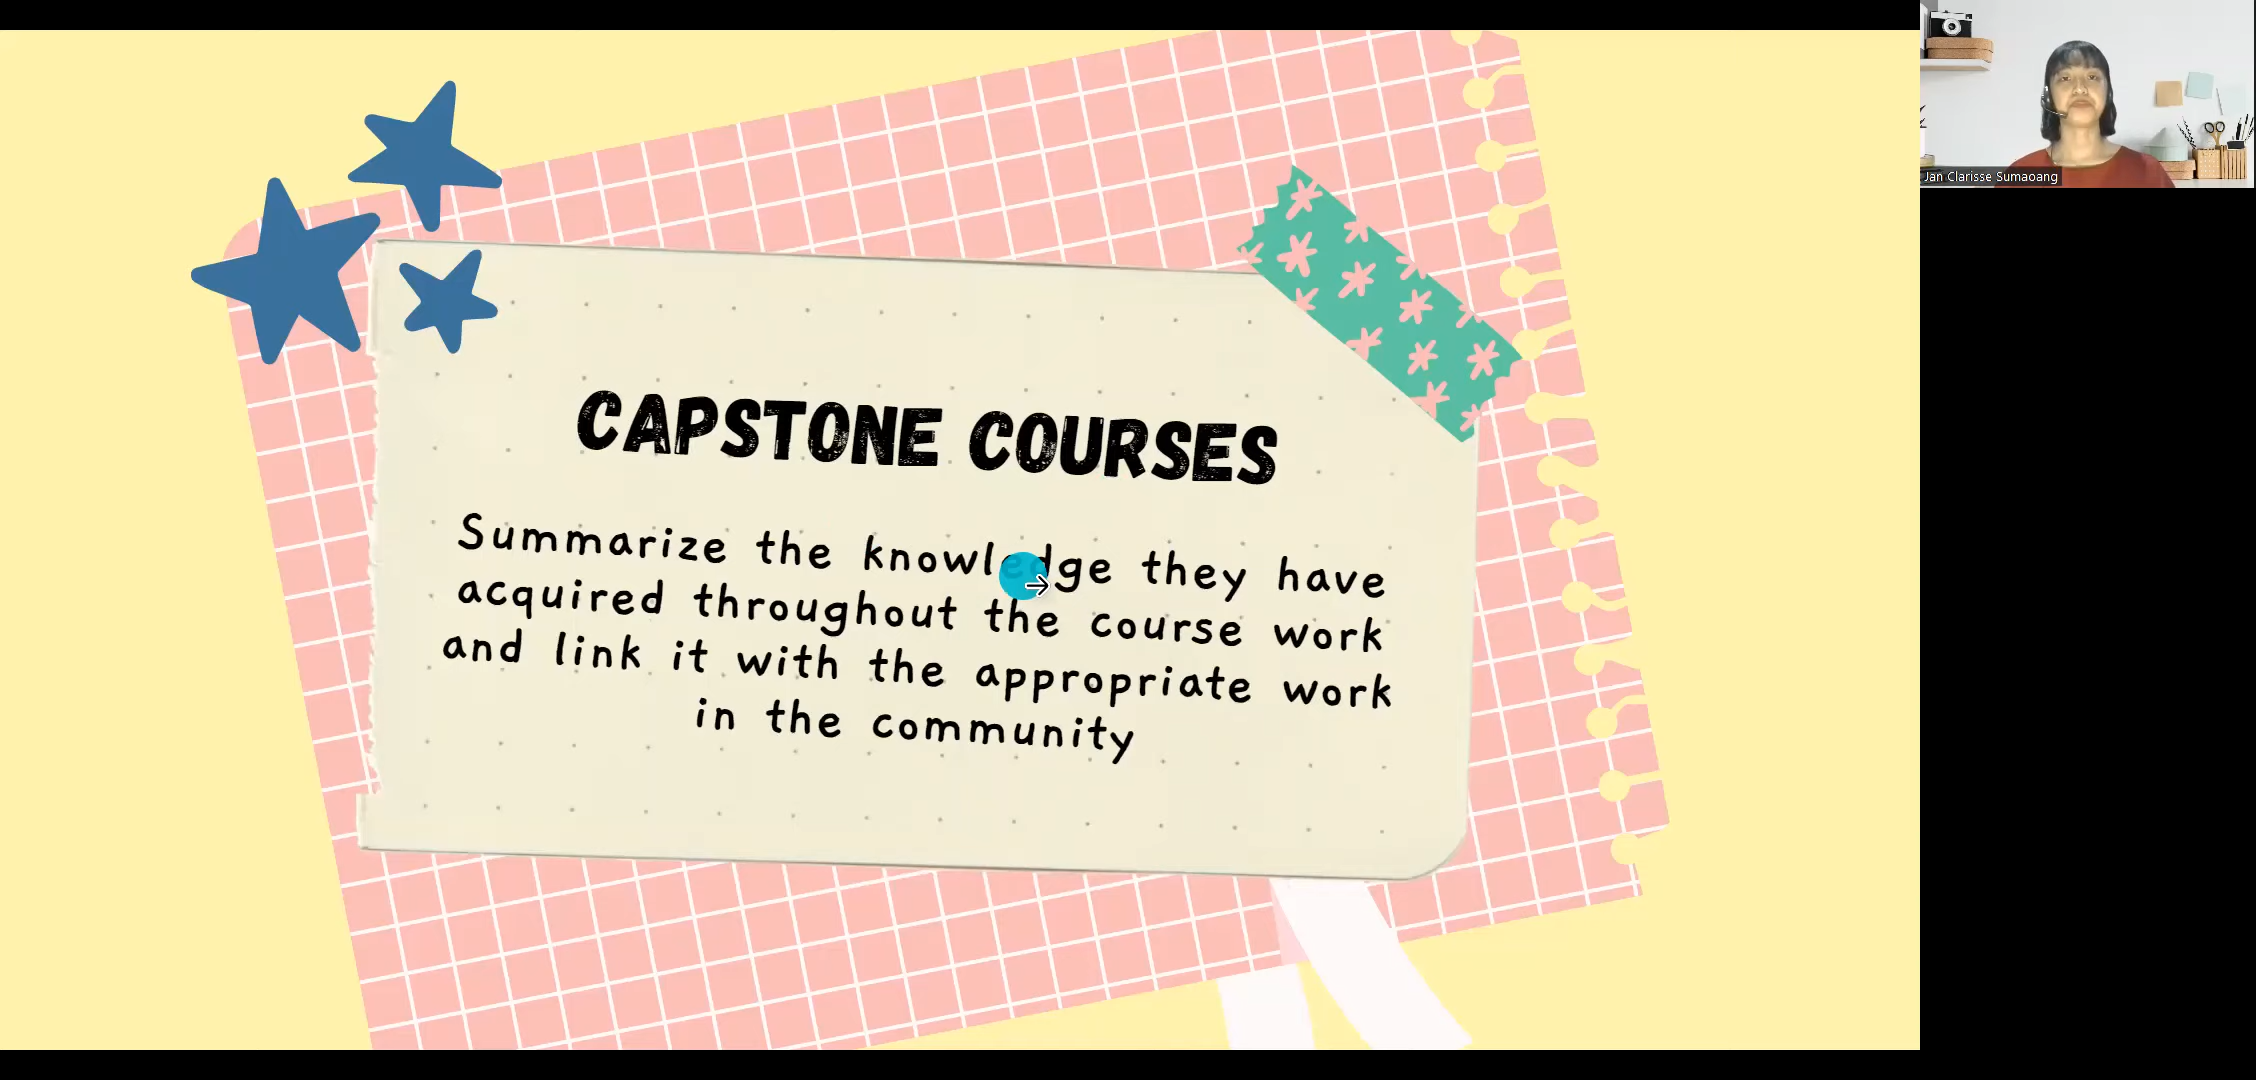 CAPSTONE COURSES
Summarize the knowledge they have
acquired throughout the course work
and link it with the appropriate work
in the community
Jan Clarisse Sumaoang